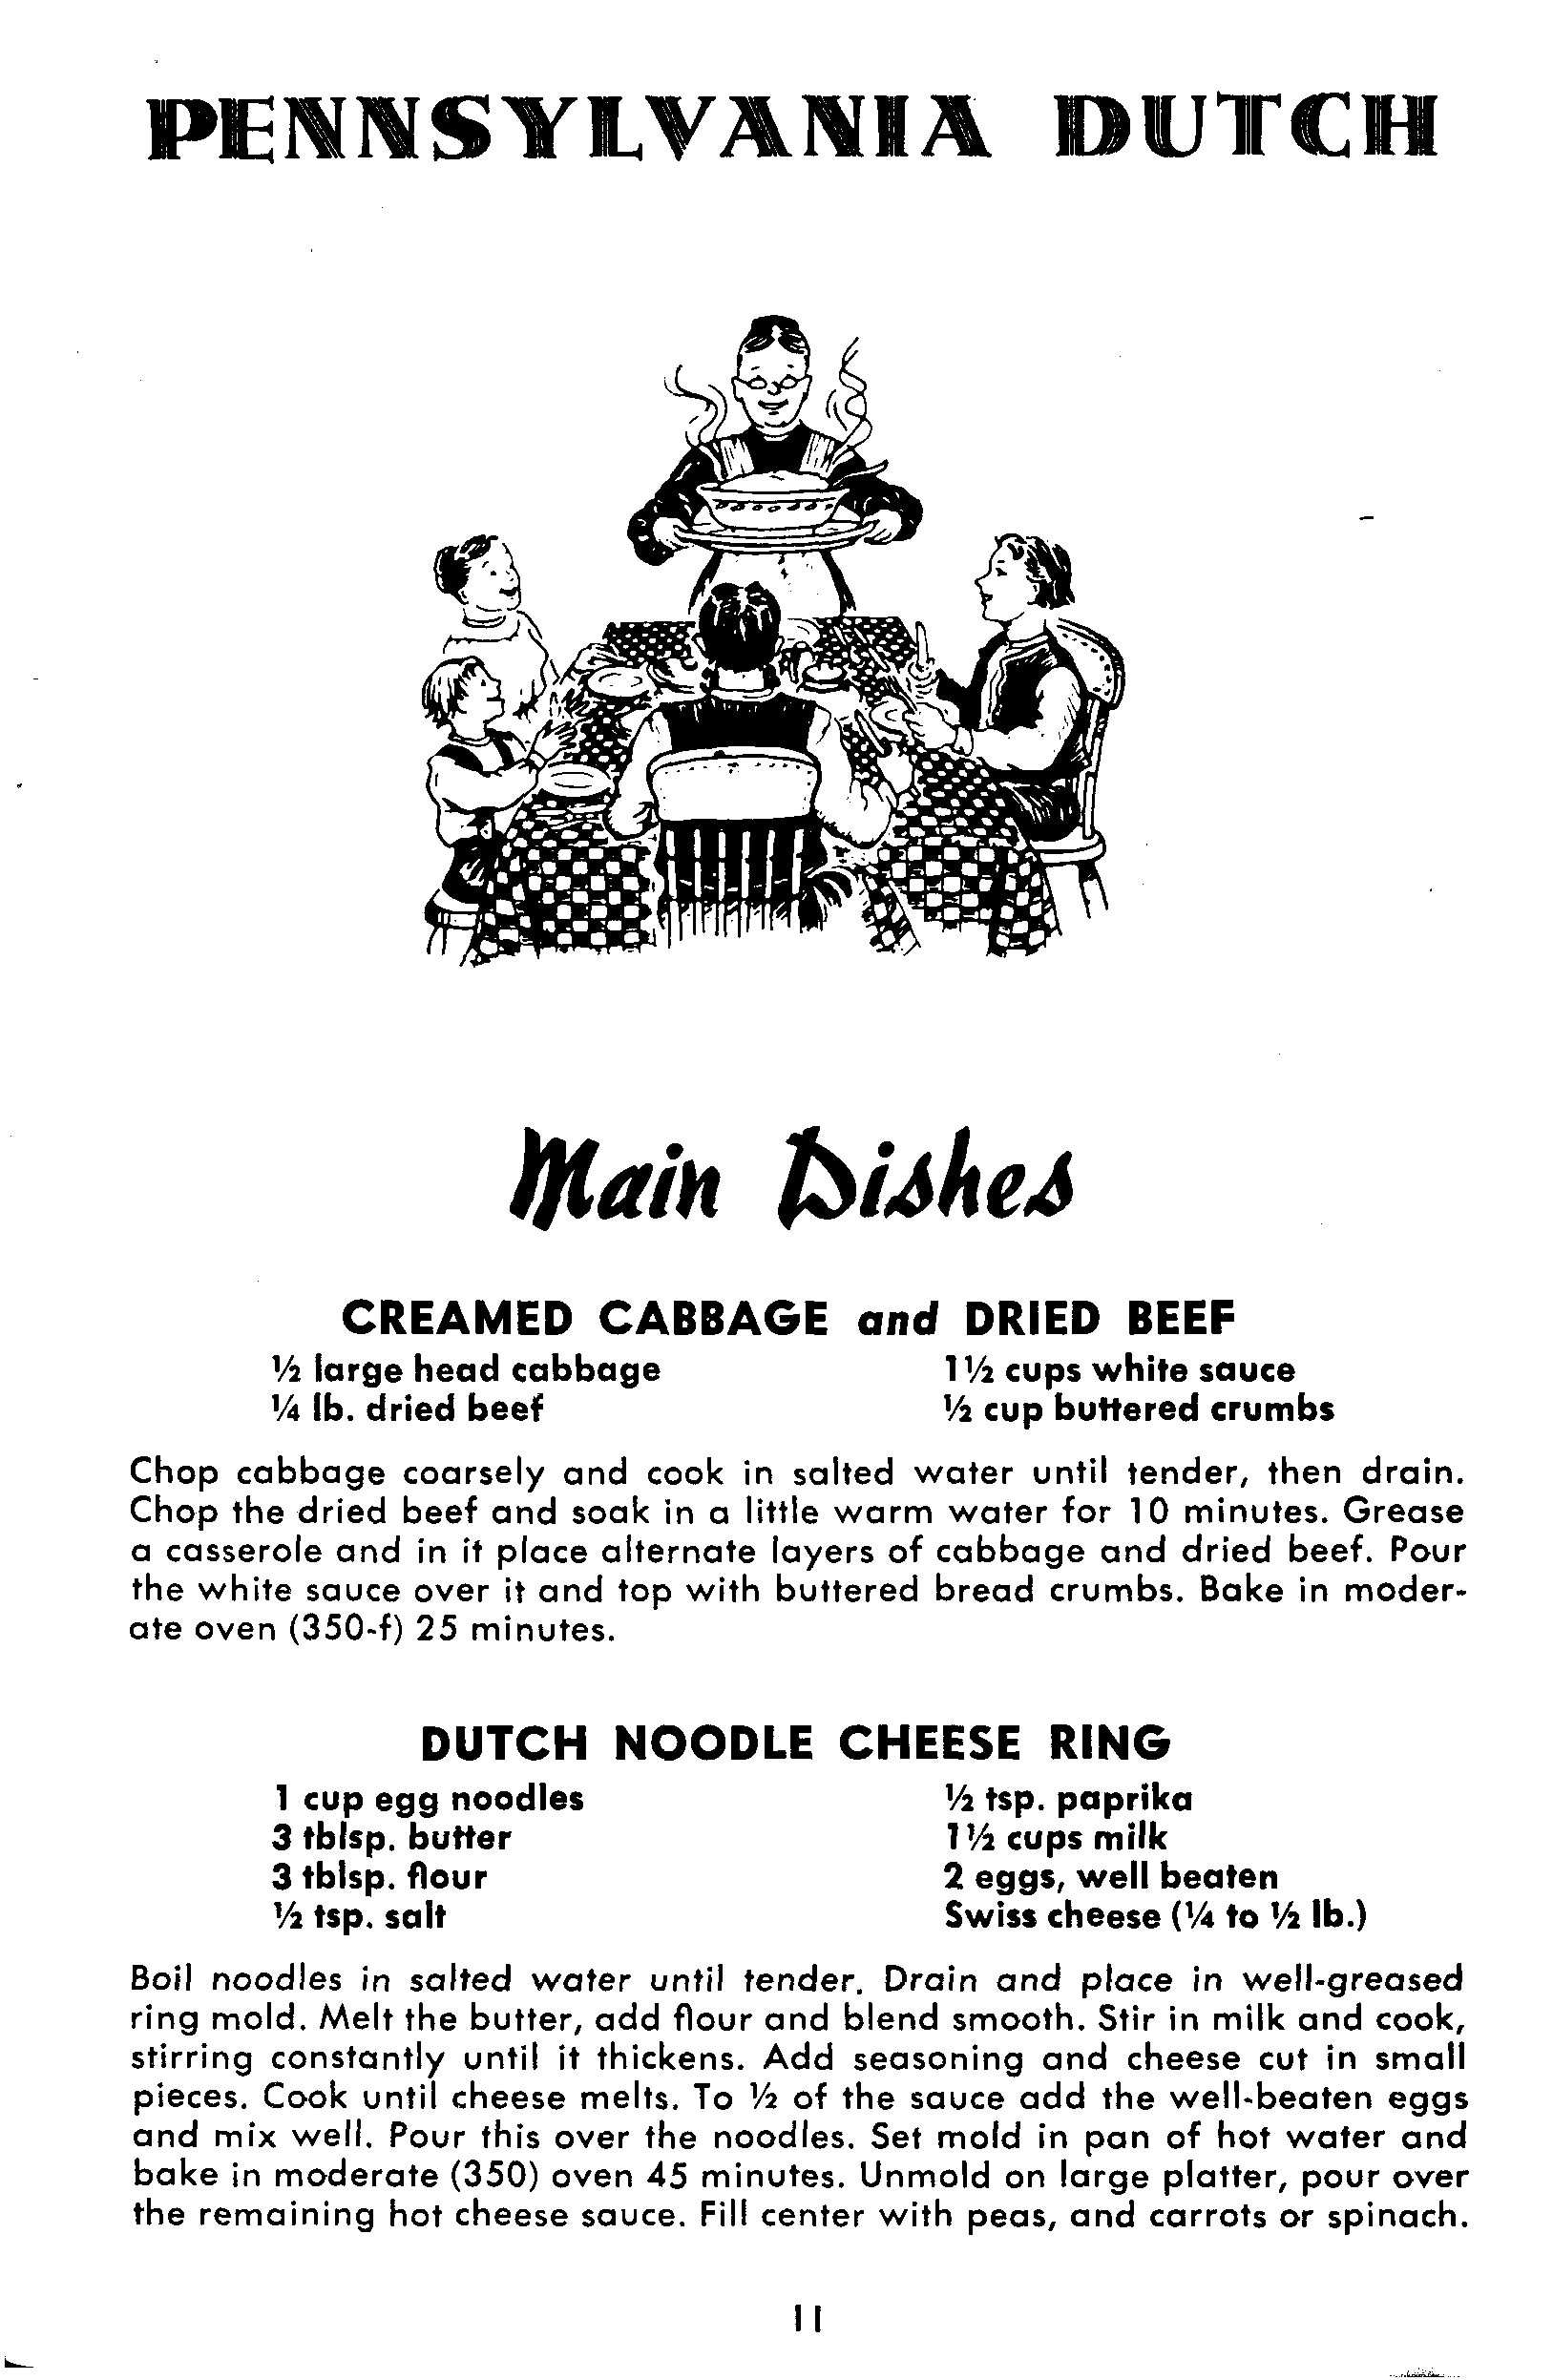 PENNSYLVANIA DUTCH
Main Dishes
CREAMED CABBAGE and DRIED BEEF
½ large head cabbage
¼ lb. dried beef
1½ cups white sauce
½ cup buttered crumbs
Chop cabbage coarsely and cook in salted water until tender, then drain.
Chop the dried beef and soak in a little warm water for 10 minutes. Grease
a casserole and in it place alternate layers of cabbage and dried beef. Pour
the white sauce over it and top with buttered bread crumbs. Bake in moder-
ate oven (350-f) 25 minutes.
DUTCH NOODLE CHEESE RING
1 cup egg noodles
3 tblsp. butter
3 tblsp. flour
½ tsp. salt
½ tsp. paprika
1½ cups milk
2 eggs, well beaten
Swiss cheese (¼ to ½ lb.)
Boil noodles in salted water until tender. Drain and place in well-greased
ring mold. Melt the butter, add flour and blend smooth. Stir in milk and cook,
stirring constantly until it thickens. Add seasoning and cheese cut in small
pieces. Cook until cheese melts. To ½ of the sauce add the well-beaten eggs
and mix well. Pour this over the noodles. Set mold in pan of hot water and
bake in moderate (350) oven 45 minutes. Unmold on large platter, pour over
the remaining hot cheese sauce. Fill center with peas, and carrots or spinach.
11